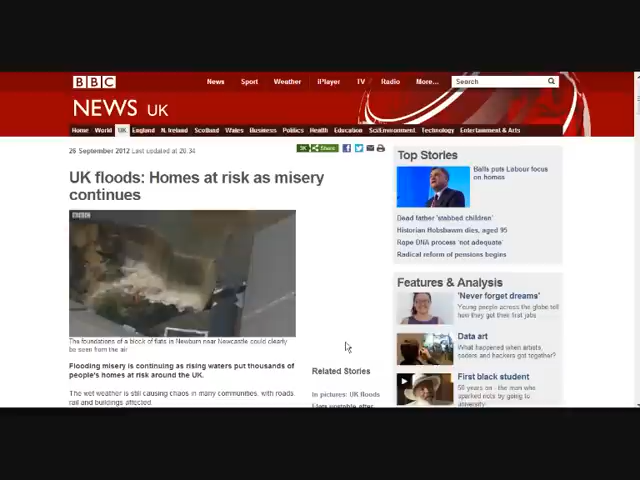 BBC
News Sport Weather iPlayer TV Radio More... Search
NEWS UK
Home World UK England N. Ireland Scotland Wales Business Politics Health Education Sci/Environment Technology Entertainment & Arts
26 September 2012 Last updated at 20:34
3K Share
UK floods: Homes at risk as misery
continues
BBC
The foundations of a block of flats in Newburn near Newcastle could clearly
be seen from the air
Flooding misery is continuing as rising waters put thousands of
people's homes at risk around the UK.
The wet weather is still causing chaos in many communities, with roads,
rail and buildings affected.
Related Stories
In pictures: UK floods
Flats unstable after
Top Stories
Balls puts Labour focus
on homes
Dead father 'stabbed children'
Historian Hobsbawm dies, aged 95
Rape DNA process 'not adequate'
Radical reform of pensions begins
Features & Analysis
'Never forget dreams'
Young people across the globe tell
how they got their first jobs
Data art
What happened when artists,
coders and hackers got together?
First black student
50 years on - the man who
sparked riots by going to
university